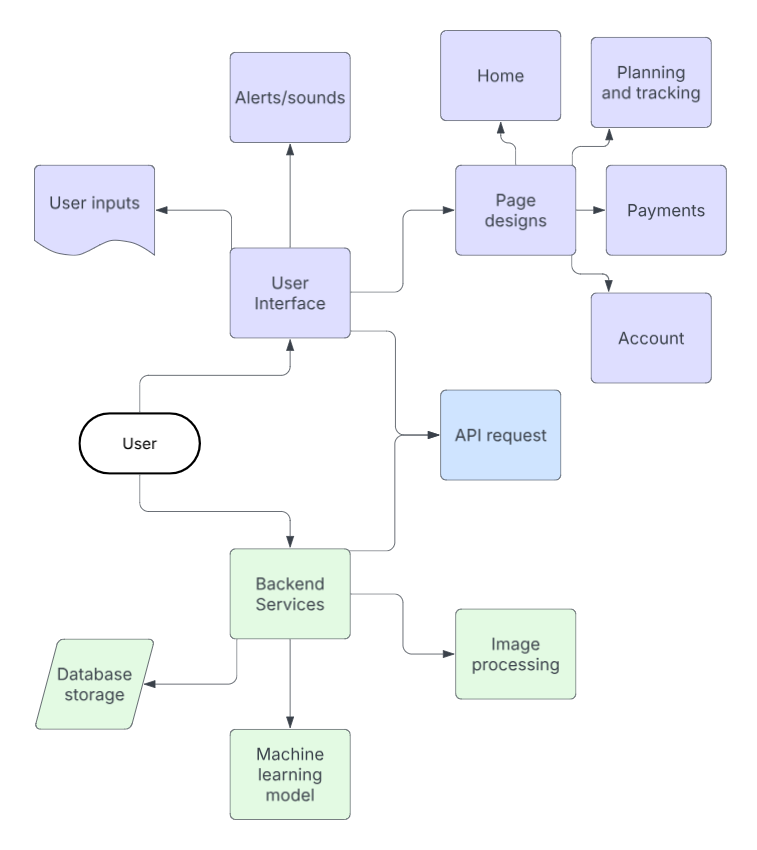 Home
Planning
and tracking
Alerts/sounds
User inputs
Page
designs
Payments
User
Interface
Account
API request
User
Backend
Services
Image
processing
Database
storage
Machine
learning
model